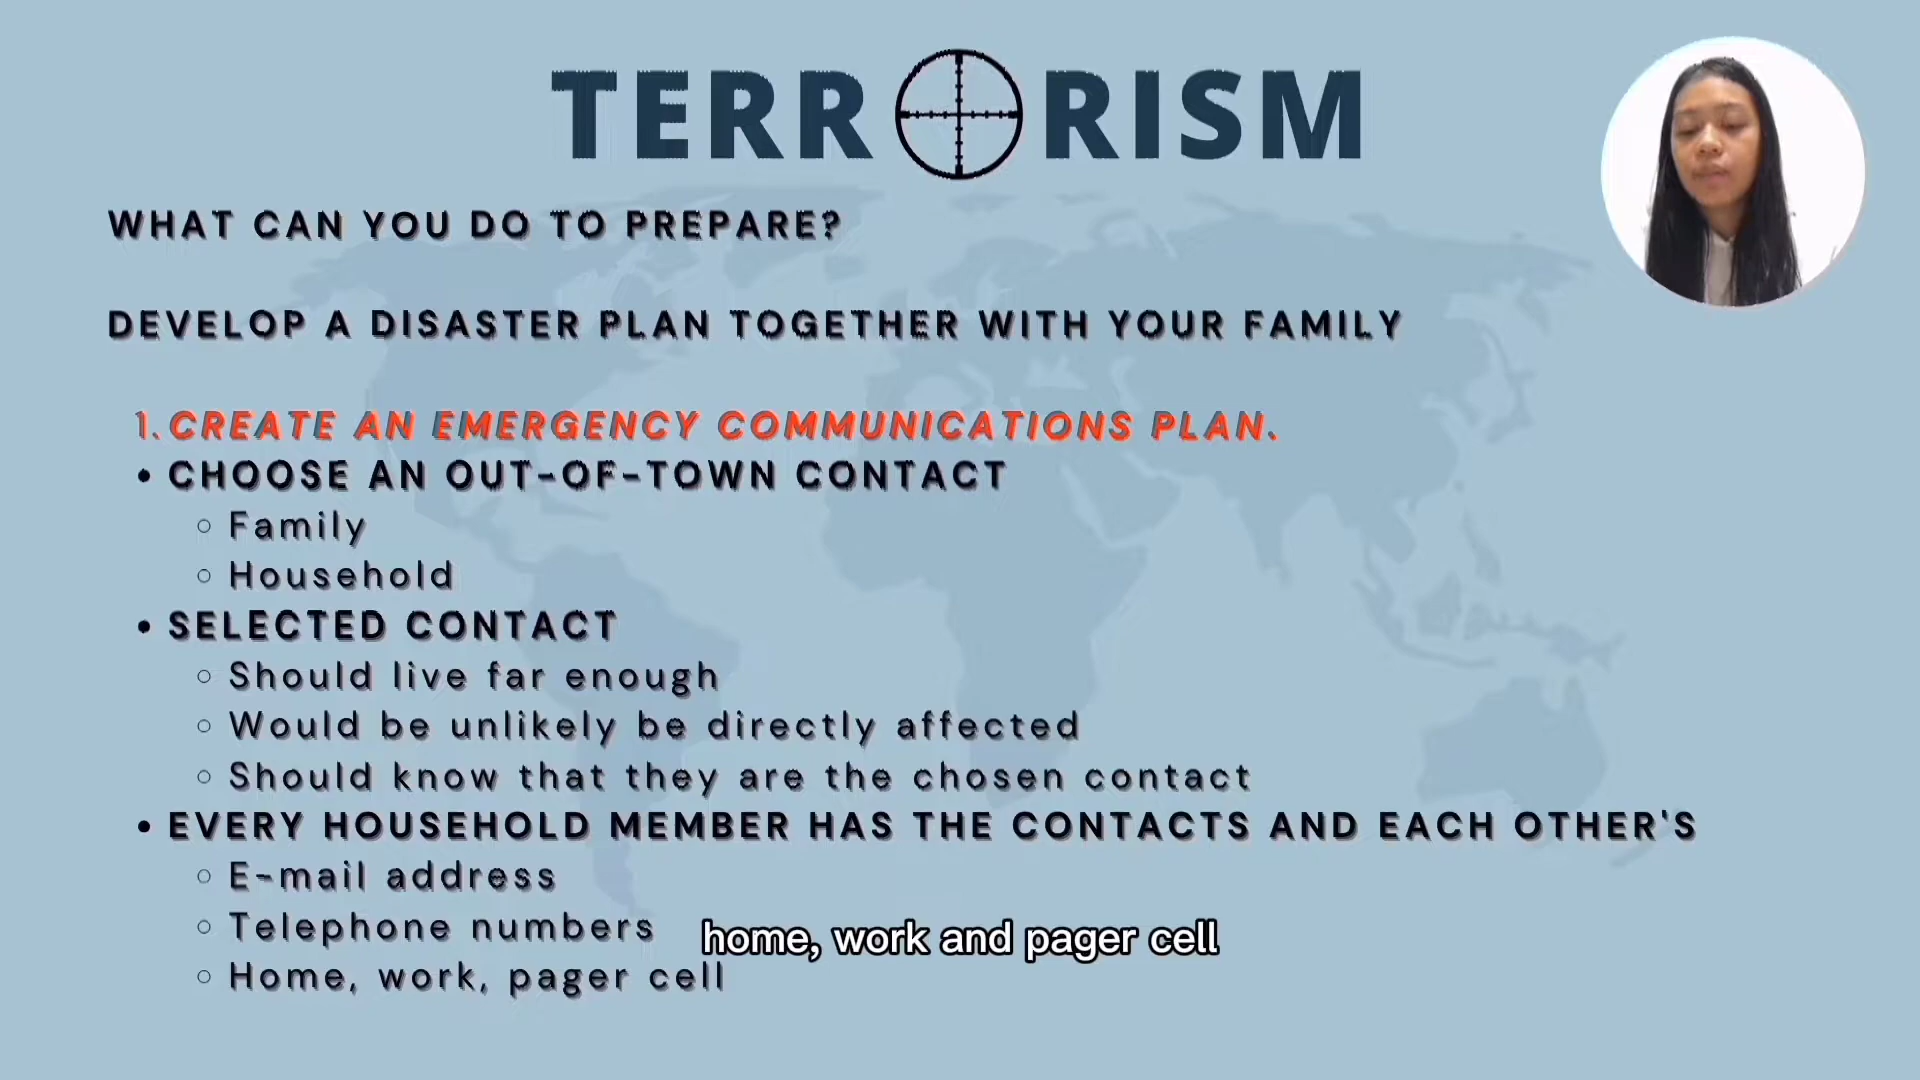 TERRORISM
WHAT CAN YOU DO TO PREPARE?
DEVELOP A DISASTER PLAN TOGETHER WITH YOUR FAMILY
1. CREATE AN EMERGENCY COMMUNICATIONS PLAN.
• CHOOSE AN OUT-OF-TOWN CONTACT
◦ Family
◦ Household
• SELECTED CONTACT
◦ Should live far enough
◦ Would be unlikely be directly affected
◦ Should know that they are the chosen contact
• EVERY HOUSEHOLD MEMBER HAS THE CONTACTS AND EACH OTHER'S
◦ E-mail address
◦ Telephone numbers
home, work and pager cell
◦ Home, work, pager cell